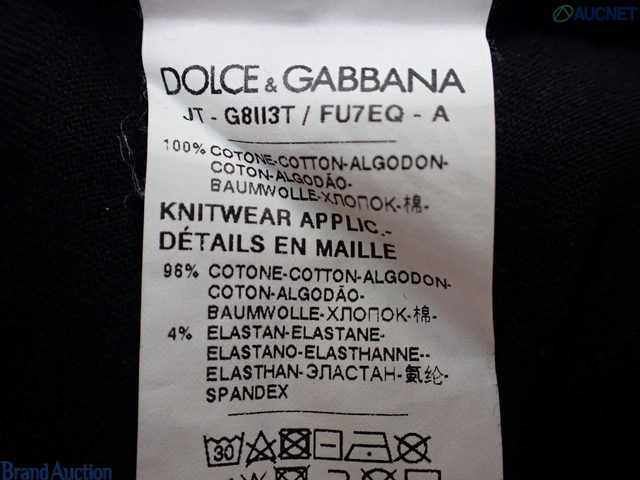 AUCNET
DOLCE & GABBANA
JT - G8II3T / FU7EQ - A
100% COTONE-COTTON-ALGODON-
COTON-ALGODÃO-
BAUMWOLLE-ХЛОПОК-棉-
KNITWEAR APPLIC.-
DÉTAILS EN MAILLE
96% COTONE-COTTON-ALGODON-
COTON-ALGODÃO-
BAUMWOLLE-ХЛОПОК-棉-
4% ELASTAN-ELASTANE-
ELASTANO-ELASTHANNE--
ELASTHAN-ЭЛАСТАН-氨纶-
SPANDEX
30
Brand Auction